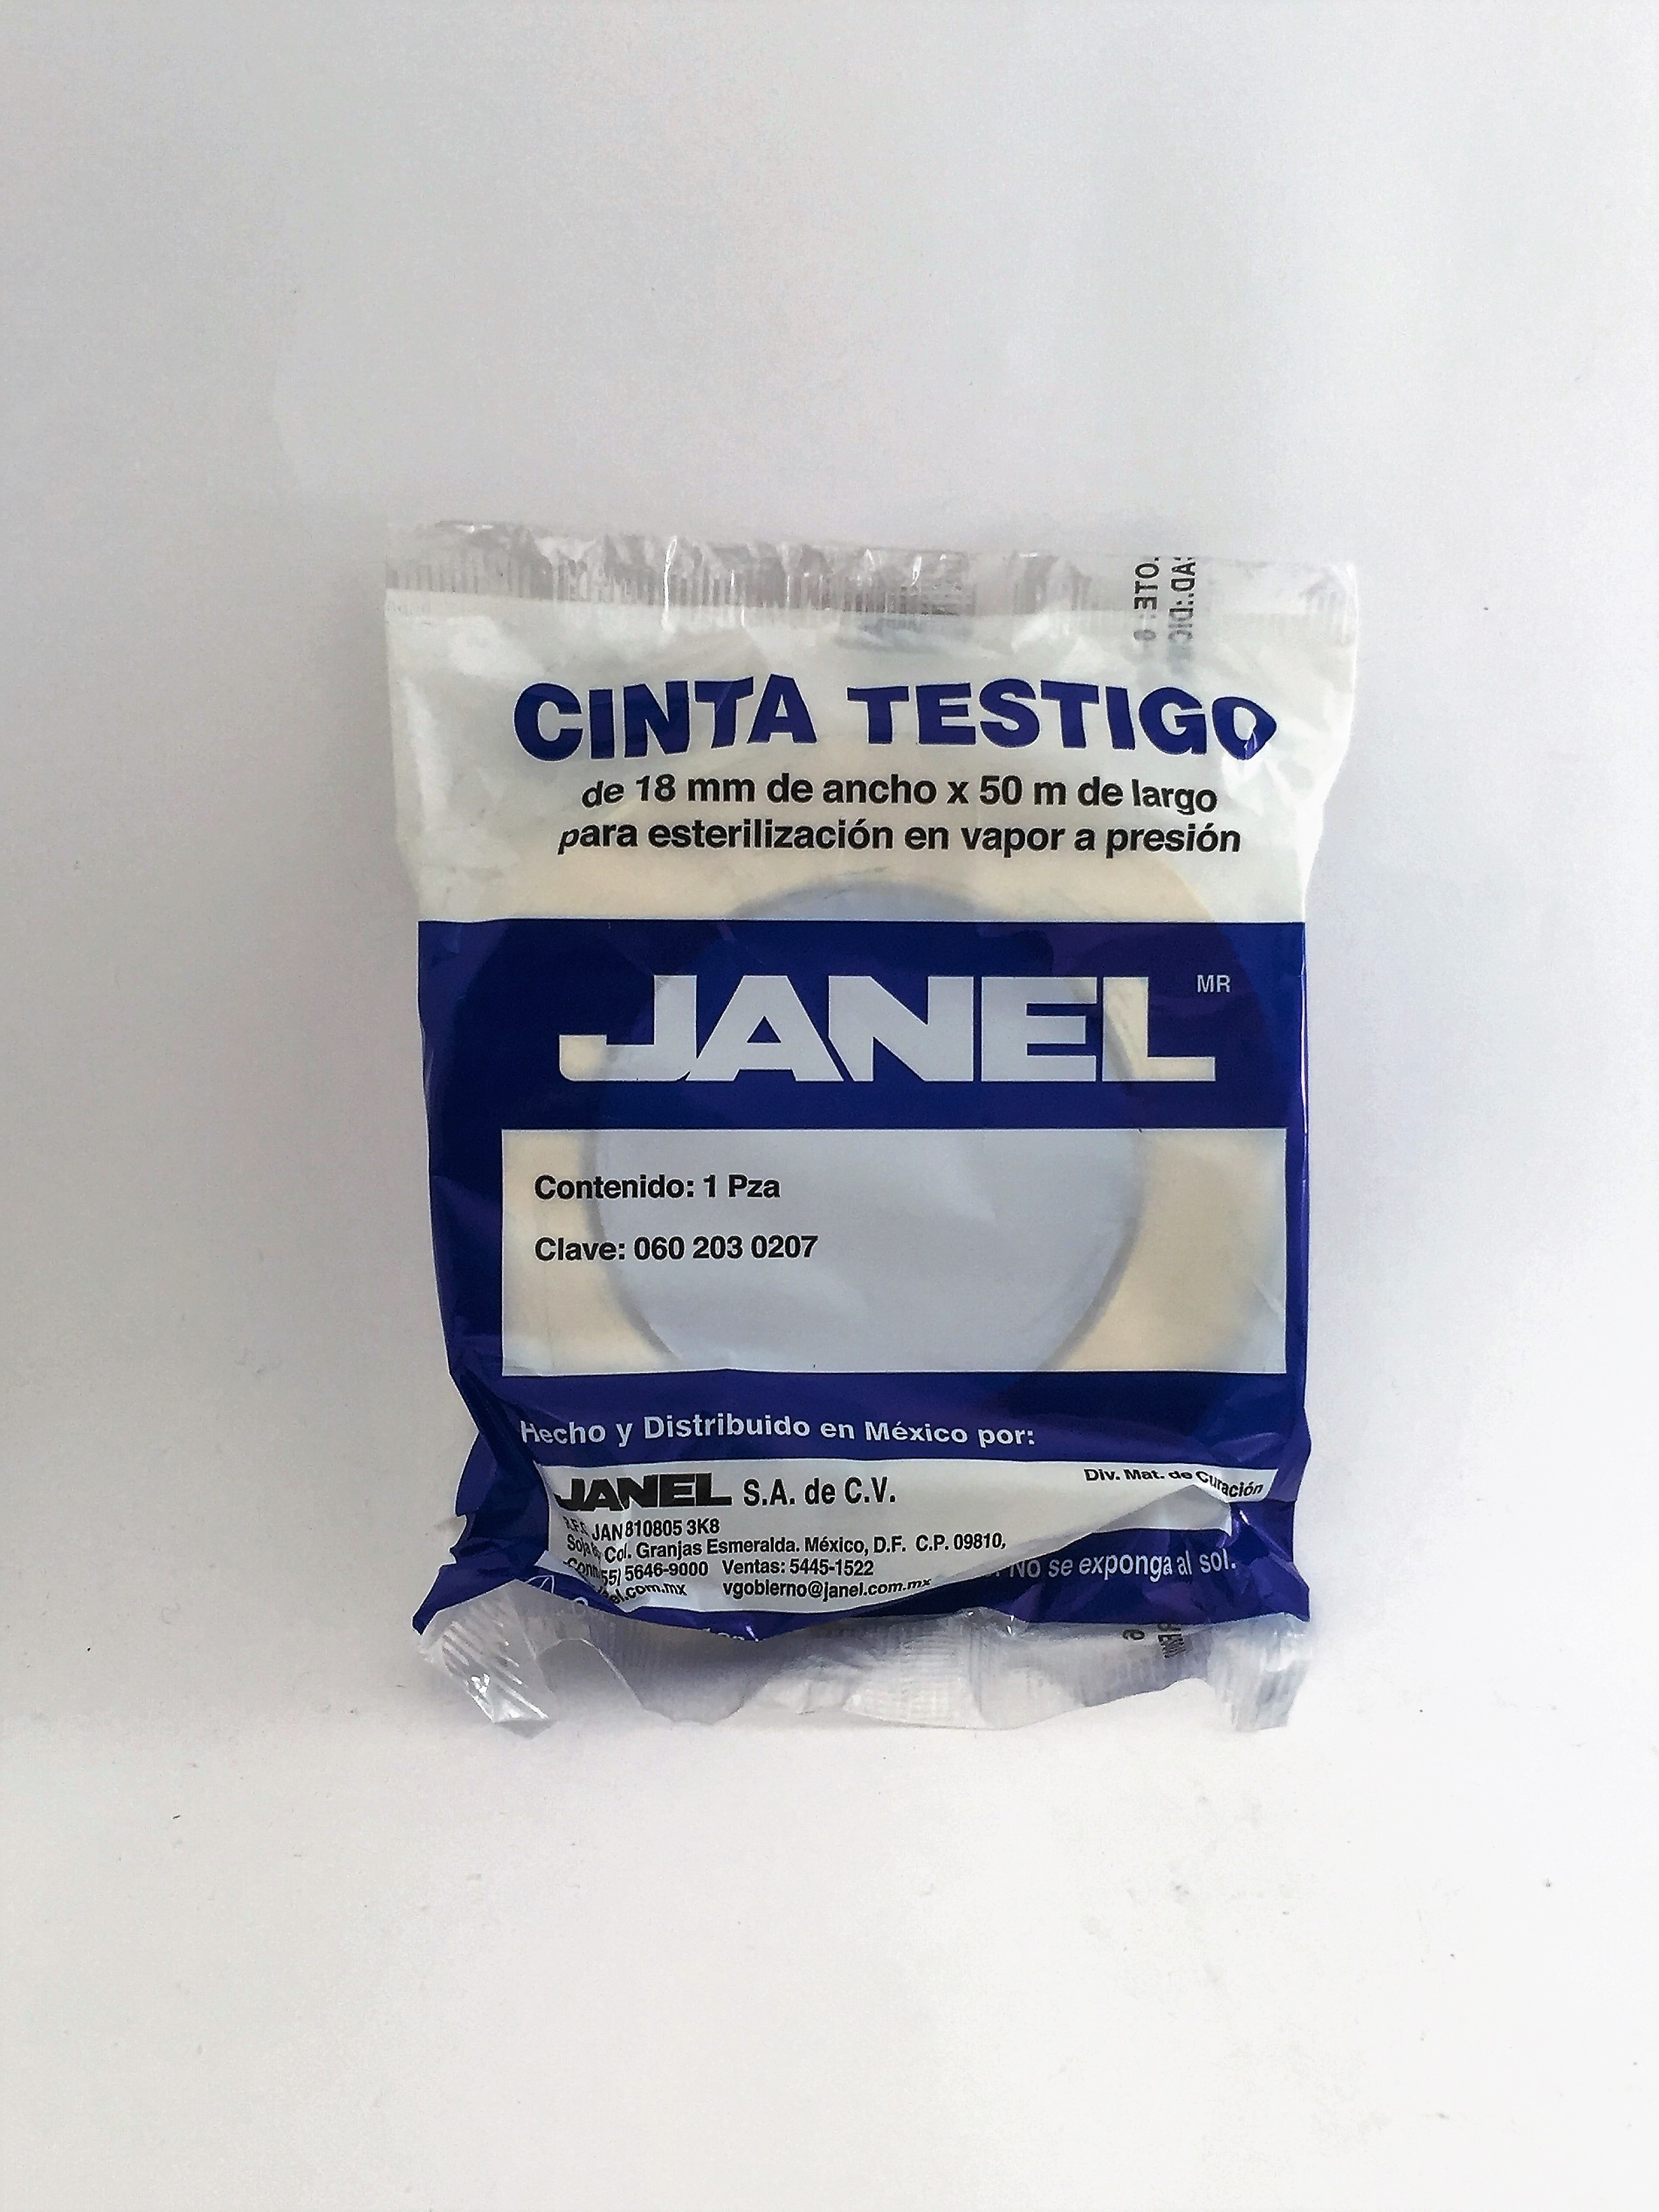 CINTA TESTIGO
de 18 mm de ancho x 50 m de largo
para esterilización en vapor a presión
JANEL MR
Contenido: 1 Pza
Clave: 060 203 0207
Hecho y Distribuido en México por:
JANEL S.A. de C.V.
Div. Mat. de Curación
JAN 810805 3K8
Col. Granjas Esmeralda. México, D.F. C.P. 09810,
55) 5646-9000 Ventas: 5445-1522
vgobierno@janel.com.mx
No se exponga al sol.